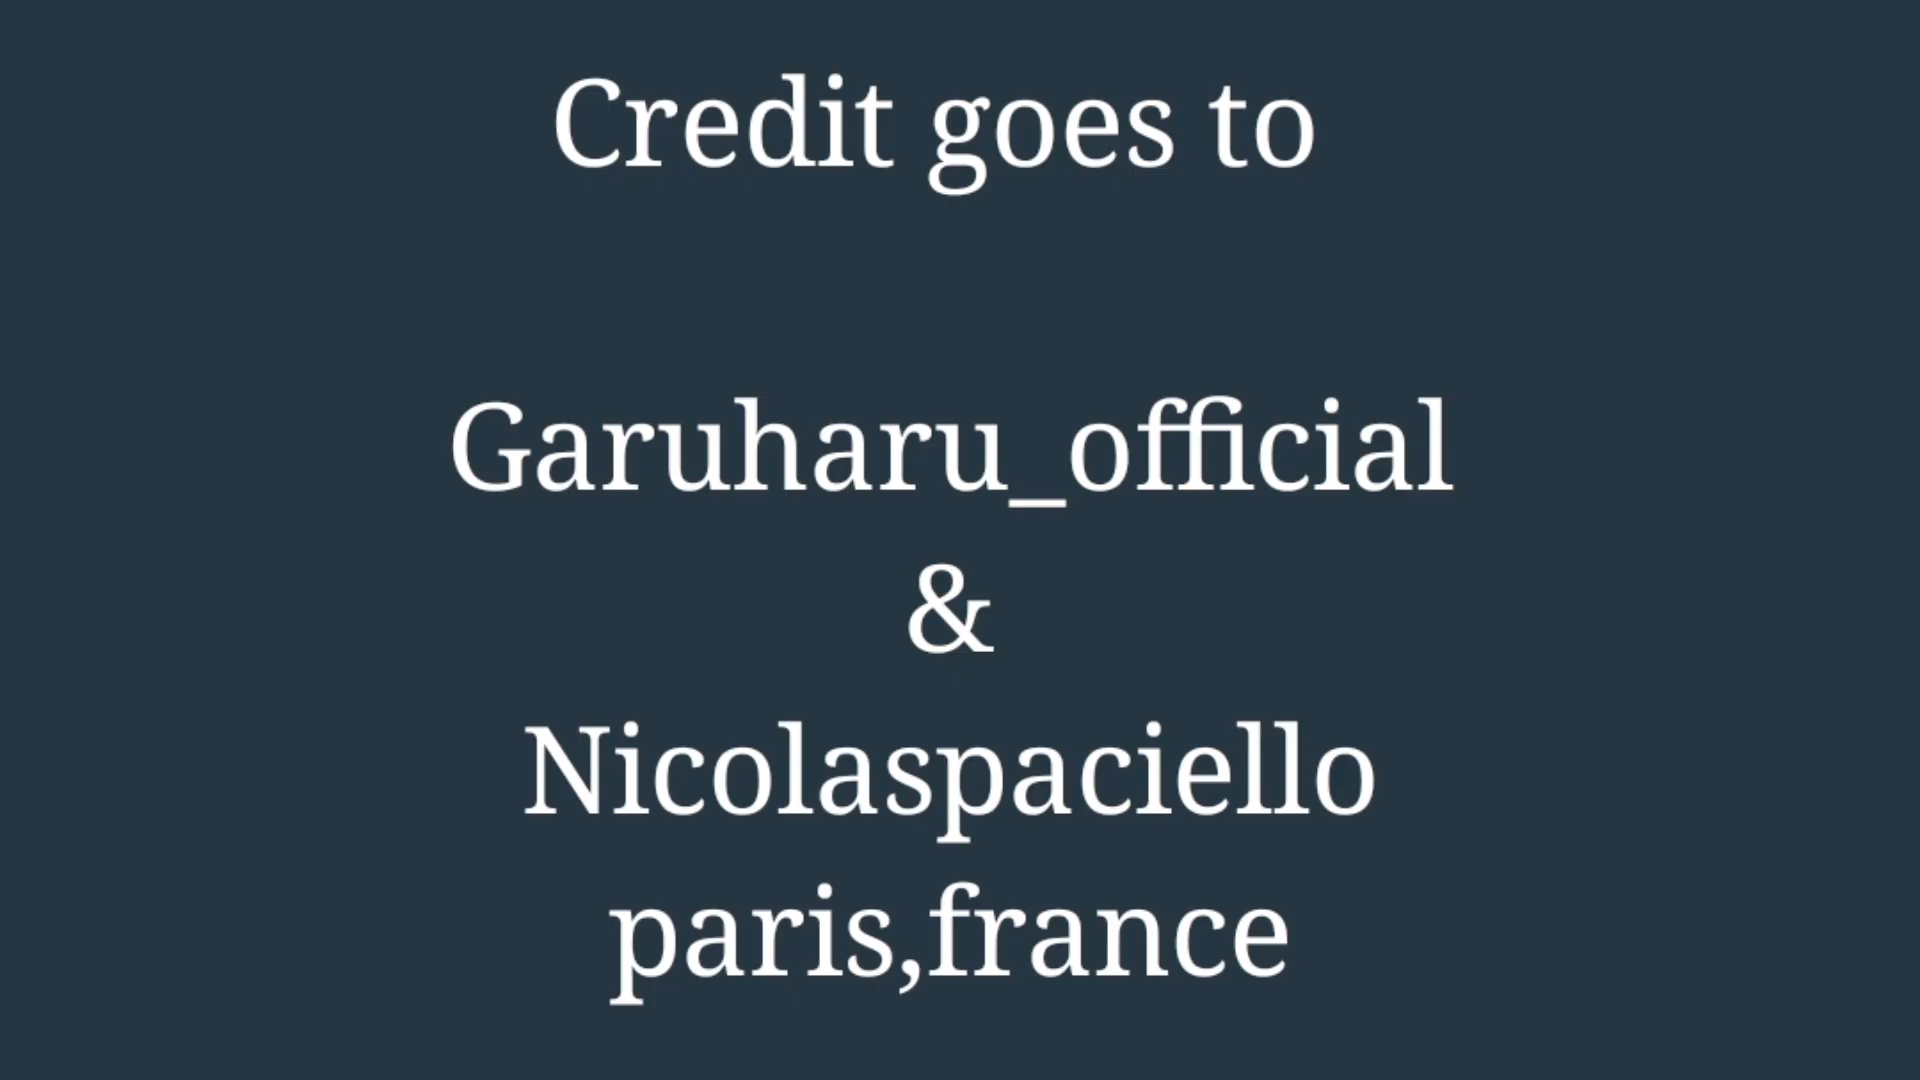 Credit goes to
Garuharu_official
&
Nicolaspaciello
paris,france